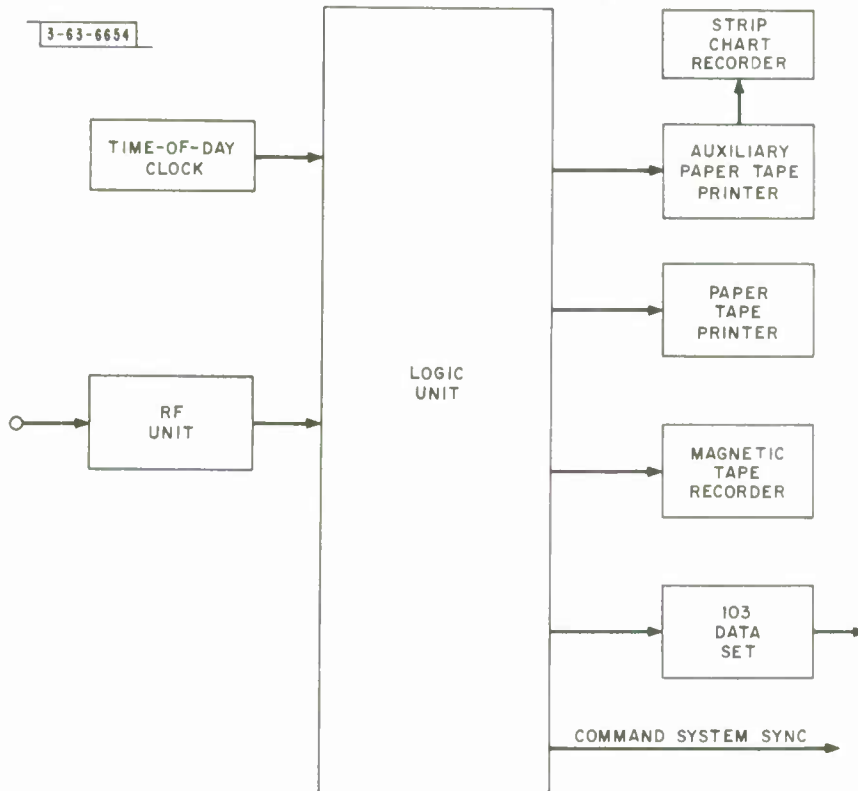 3-63-6654
STRIP
CHART
RECORDER
TIME-OF-DAY
CLOCK
AUXILIARY
PAPER TAPE
PRINTER
PAPER
TAPE
PRINTER
LOGIC
UNIT
RF
UNIT
MAGNETIC
TAPE
RECORDER
103
DATA
SET
COMMAND SYSTEM SYNC